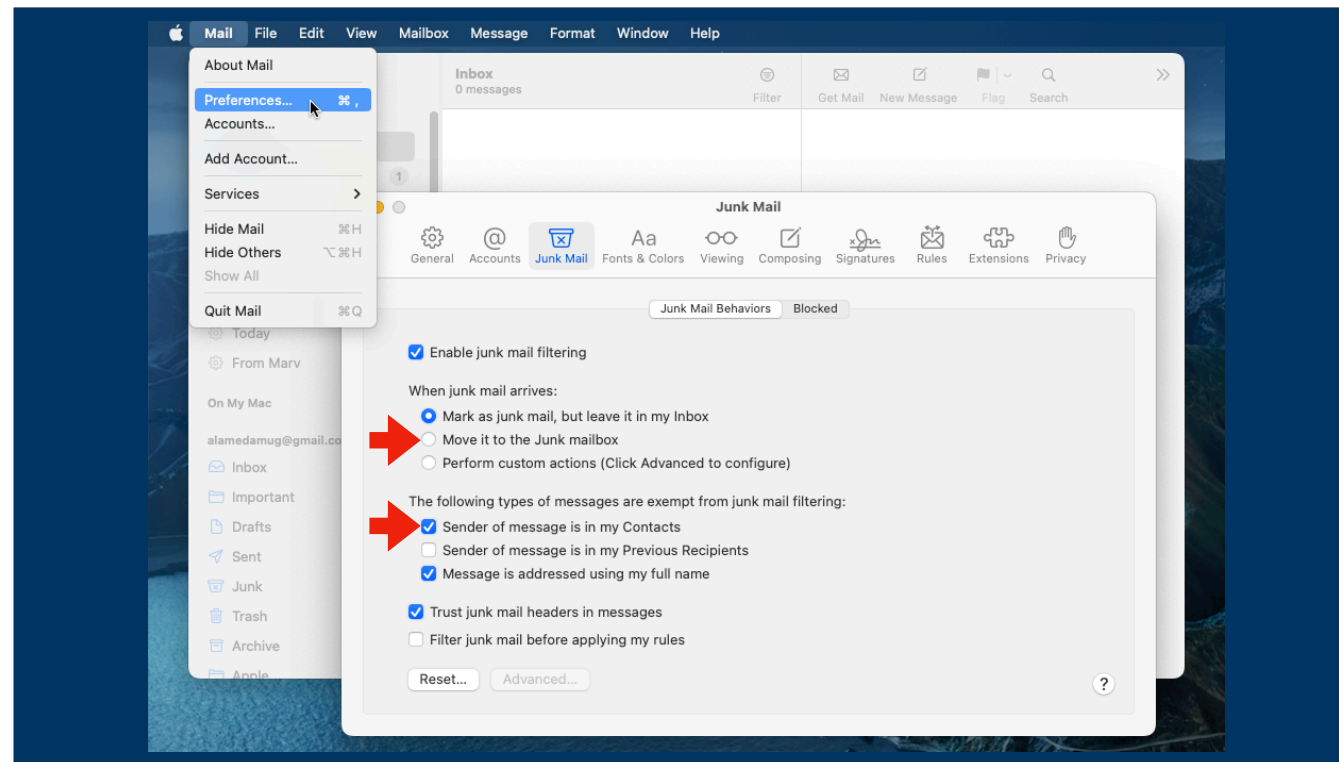 Mail File Edit View Mailbox Message Format Window Help
About Mail
Preferences... ⌘ ,
Accounts...
Add Account...
Services
Hide Mail ⌘H
Hide Others ⌥⌘H
Show All
Quit Mail ⌘Q
Inbox
0 messages
Filter Get Mail New Message Flag Search
1
Today
From Marv
On My Mac
alamedamug@gmail.co
Inbox
Important
Drafts
Sent
Junk
Trash
Archive
Apple
Junk Mail
General Accounts Junk Mail Fonts & Colors Viewing Composing Signatures Rules Extensions Privacy
Junk Mail Behaviors Blocked
Enable junk mail filtering
When junk mail arrives:
Mark as junk mail, but leave it in my Inbox
Move it to the Junk mailbox
Perform custom actions (Click Advanced to configure)
The following types of messages are exempt from junk mail filtering:
Sender of message is in my Contacts
Sender of message is in my Previous Recipients
Message is addressed using my full name
Trust junk mail headers in messages
Filter junk mail before applying my rules
Reset... Advanced... ?